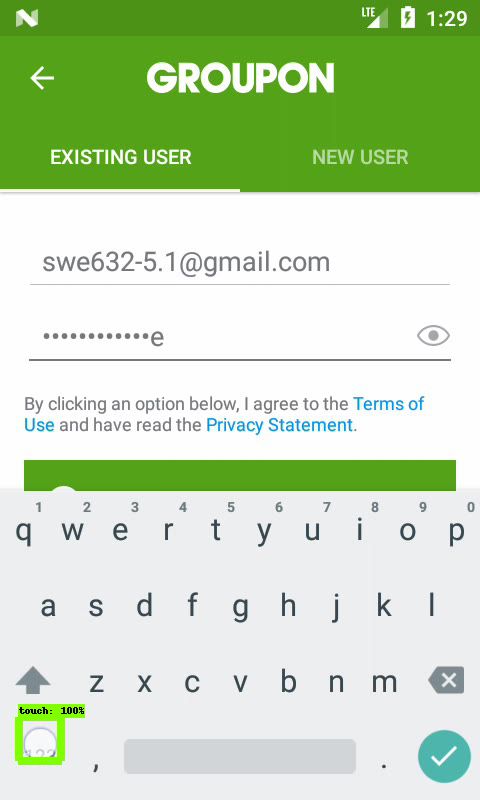 LTE 1:29
GROUPON
EXISTING USER NEW USER
swe632-5.1@gmail.com
••••••••••••e
By clicking an option below, I agree to the Terms of
Use and have read the Privacy Statement.
1 2 3 4 5 6 7 8 9 0
q w e r t y u i o p
a s d f g h j k l
z x c v b n m
touch: 100%
?123 , .